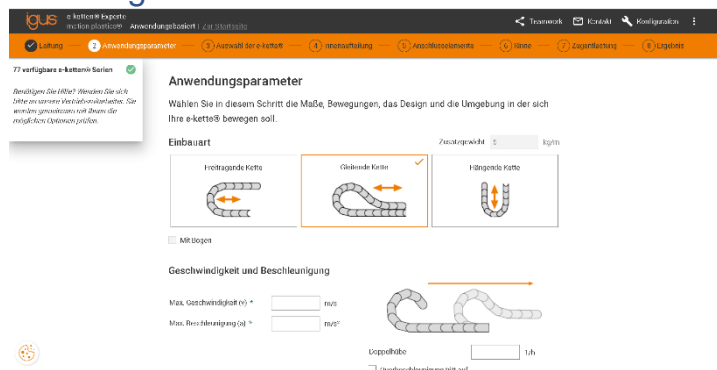 igus e-ketten® Experte
motion plastics® Anwendungsbasiert | Zur Startseite
Teamwork Kontakt Konfiguration
Leitung 2 Anwendungsparameter 3 Auswahl der e-kette® 4 Innenaufteilung 5 Anschlusselemente 6 Rinne 7 Zugentlastung 8 Ergebnis
77 verfügbare e-ketten® Serien
Benötigen Sie Hilfe? Wenden Sie sich
bitte an unsere Vertriebsmitarbeiter. Sie
werden gemeinsam mit Ihnen die
möglichen Optionen prüfen.
Anwendungsparameter
Wählen Sie in diesem Schritt die Maße, Bewegungen, das Design und die Umgebung in der sich
Ihre e-kette® bewegen soll.
Einbauart
Zusatzgewicht 5 kg/m
Freitragende Kette
Gleitende Kette
Hängende Kette
Mit Bogen
Geschwindigkeit und Beschleunigung
Max. Geschwindigkeit (v) * m/s
Max. Beschleunigung (a) * m/s²
Doppelhübe 1/h